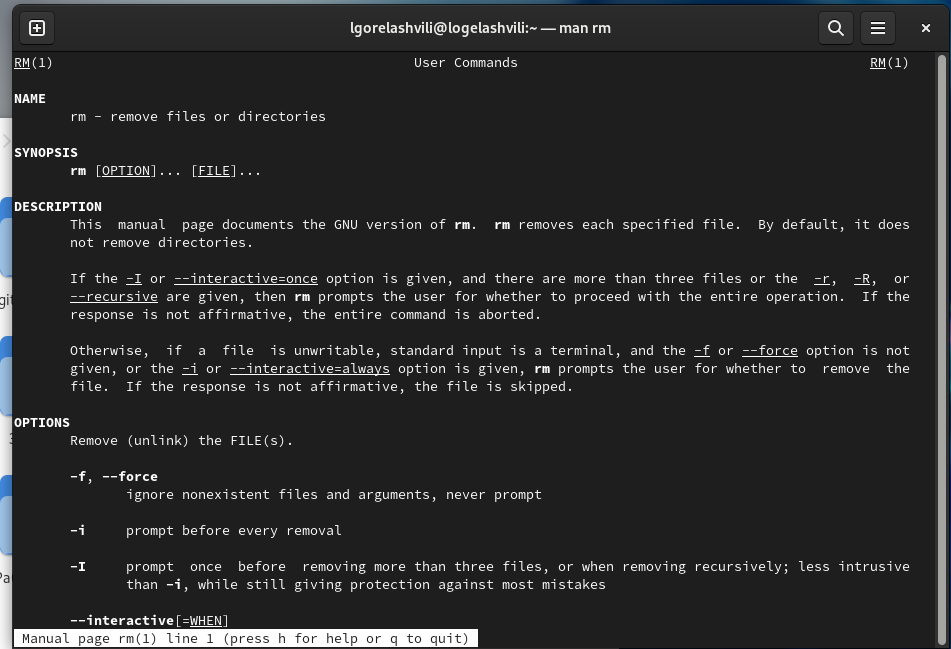 lgorelashvili@logelashvili:~ — man rm
RM(1) User Commands RM(1)
NAME
rm - remove files or directories
SYNOPSIS
rm [OPTION]... [FILE]...
DESCRIPTION
This manual page documents the GNU version of rm. rm removes each specified file. By default, it does
not remove directories.
If the -I or --interactive=once option is given, and there are more than three files or the -r, -R, or
--recursive are given, then rm prompts the user for whether to proceed with the entire operation. If the
response is not affirmative, the entire command is aborted.
Otherwise, if a file is unwritable, standard input is a terminal, and the -f or --force option is not
given, or the -i or --interactive=always option is given, rm prompts the user for whether to remove the
file. If the response is not affirmative, the file is skipped.
OPTIONS
Remove (unlink) the FILE(s).
-f, --force
ignore nonexistent files and arguments, never prompt
-i prompt before every removal
-I prompt once before removing more than three files, or when removing recursively; less intrusive
than -i, while still giving protection against most mistakes
--interactive[=WHEN]
Manual page rm(1) line 1 (press h for help or q to quit)